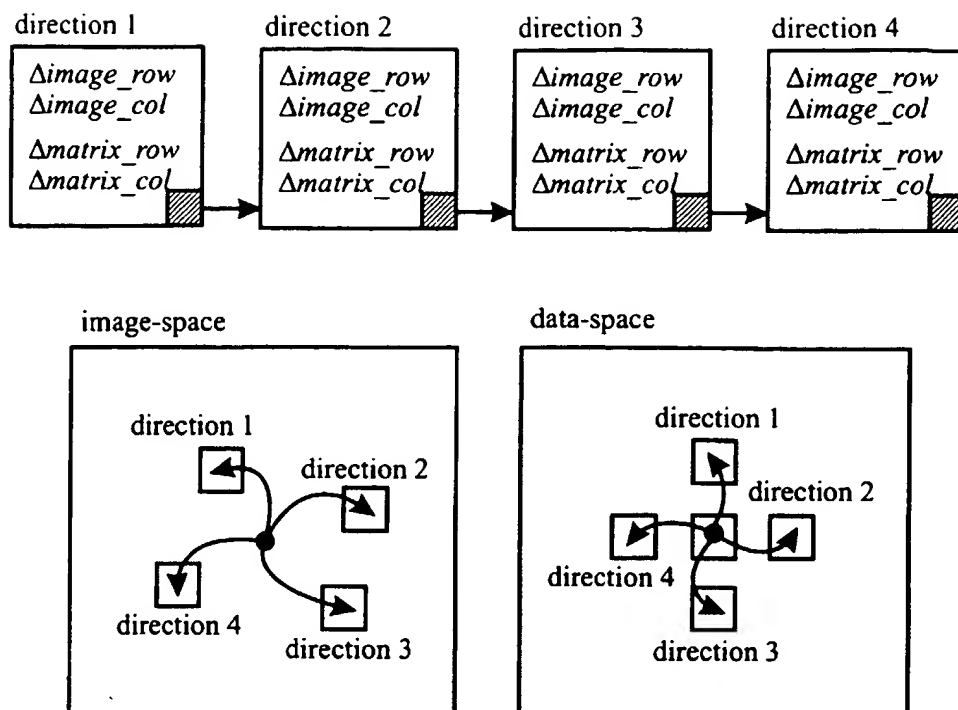 direction 1
direction 2
direction 3
direction 4
Δimage_row
Δimage_col
Δmatrix_row
Δmatrix_col
Δimage_row
Δimage_col
Δmatrix_row
Δmatrix_col
Δimage_row
Δimage_col
Δmatrix_row
Δmatrix_col
Δimage_row
Δimage_col
Δmatrix_row
Δmatrix_col
image-space
direction 1
direction 2
direction 4
direction 3
data-space
direction 1
direction 2
direction 4
direction 3